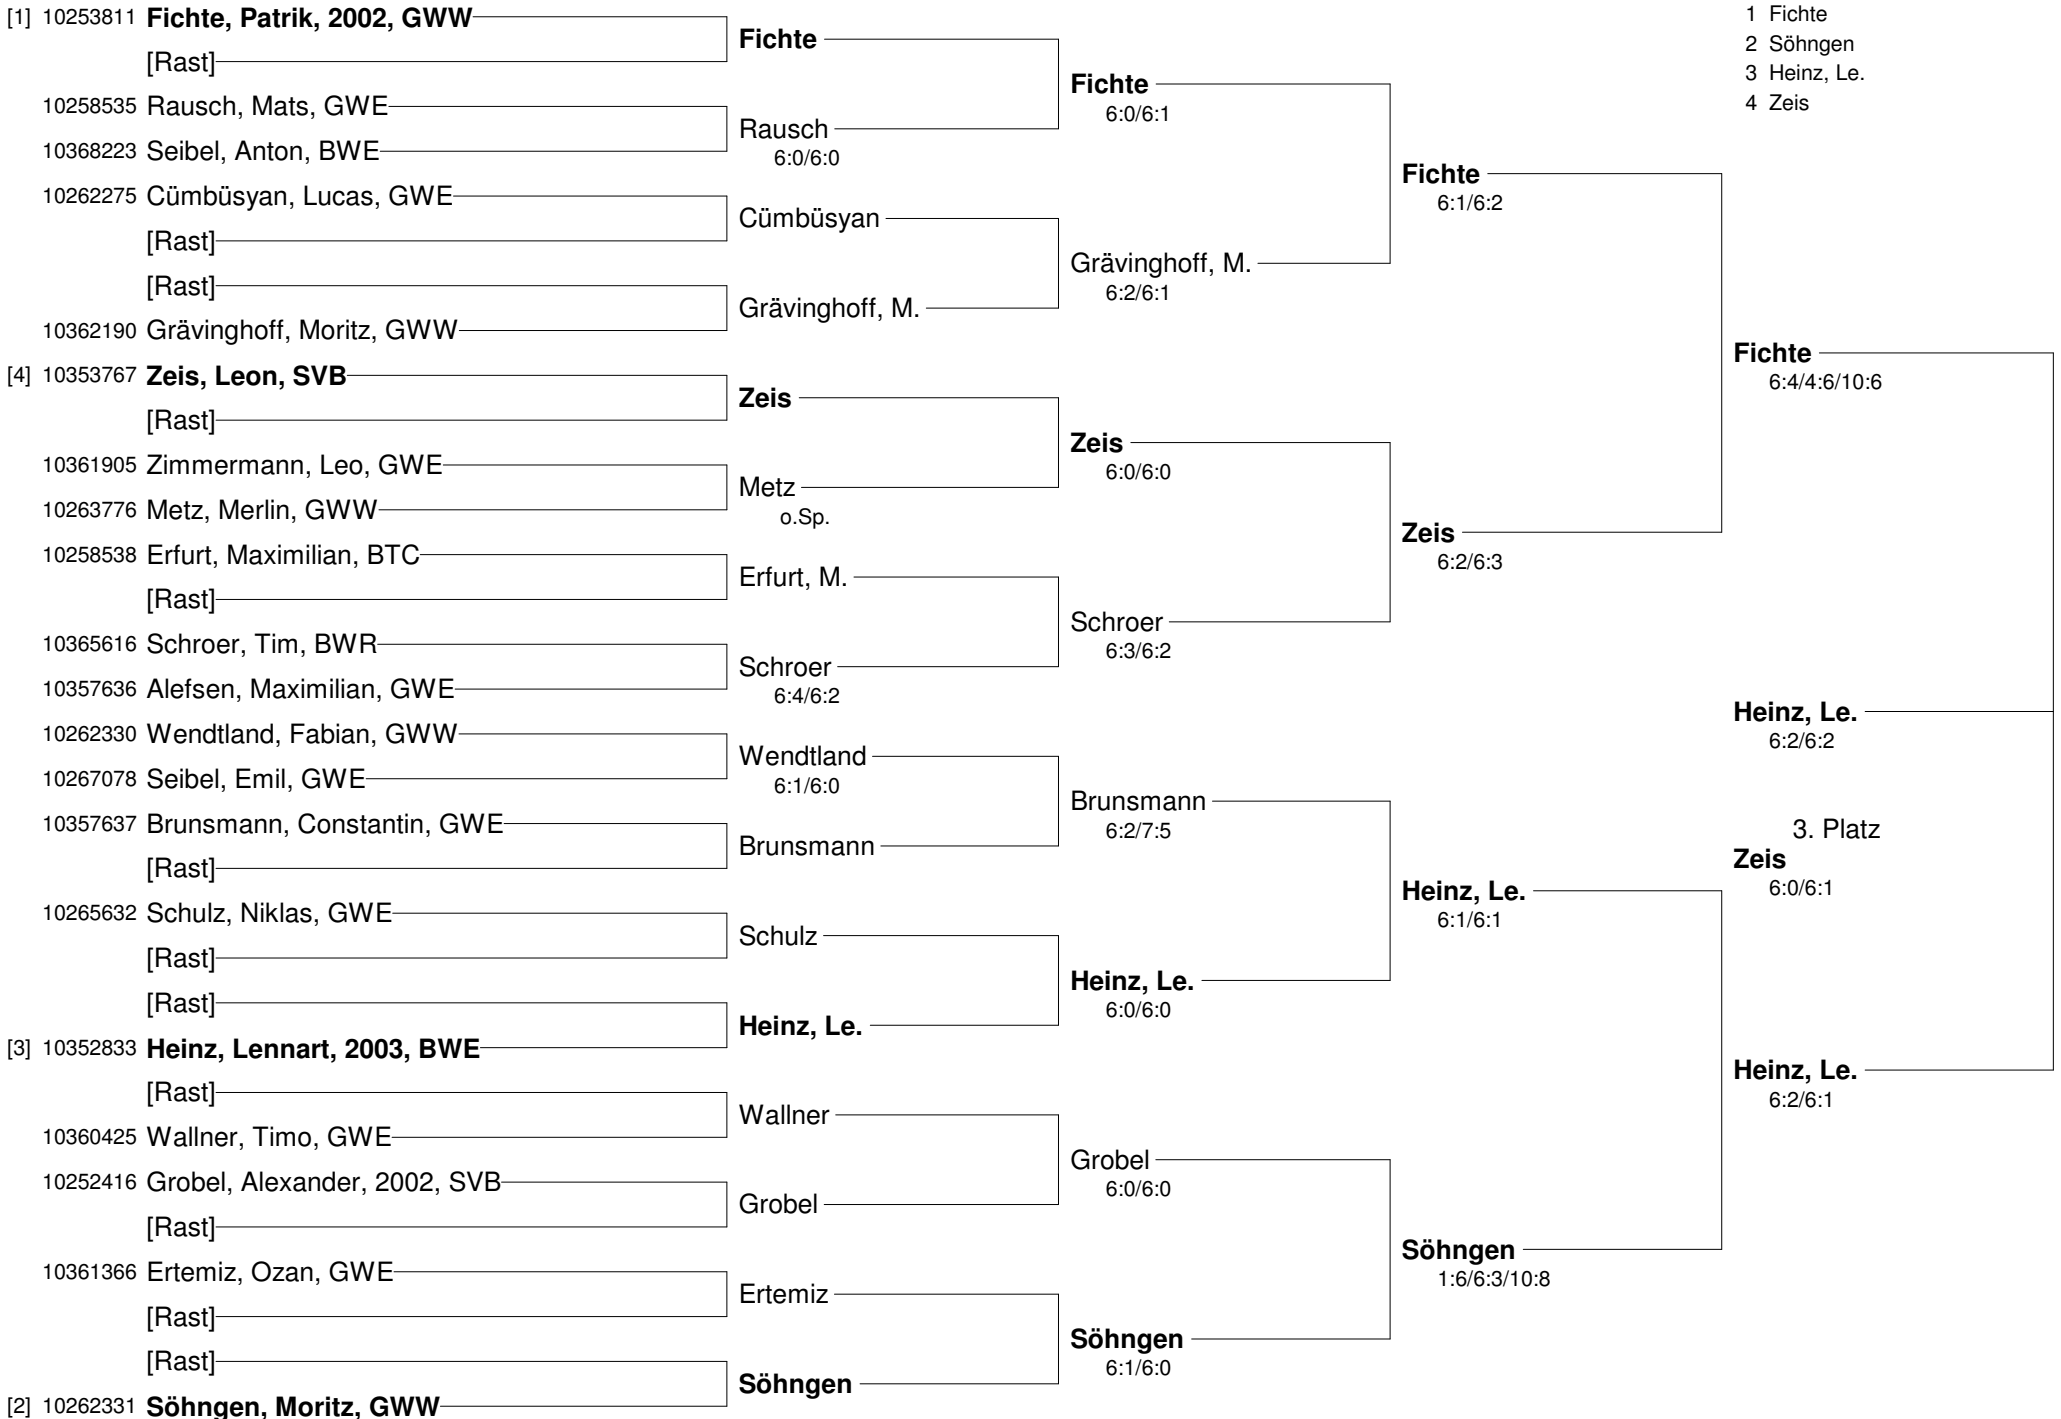 [1] 10253811 Fichte, Patrik, 2002, GWW
[Rast]
10258535 Rausch, Mats, GWE
10368223 Seibel, Anton, BWE
10262275 Cümbüsyan, Lucas, GWE
[Rast]
[Rast]
10362190 Grävinghoff, Moritz, GWW
[4] 10353767 Zeis, Leon, SVB
[Rast]
10361905 Zimmermann, Leo, GWE
10263776 Metz, Merlin, GWW
10258538 Erfurt, Maximilian, BTC
[Rast]
10365616 Schroer, Tim, BWR
10357636 Alefsen, Maximilian, GWE
10262330 Wendtland, Fabian, GWW
10267078 Seibel, Emil, GWE
10357637 Brunsmann, Constantin, GWE
[Rast]
10265632 Schulz, Niklas, GWE
[Rast]
[Rast]
[3] 10352833 Heinz, Lennart, 2003, BWE
[Rast]
10360425 Wallner, Timo, GWE
10252416 Grobel, Alexander, 2002, SVB
[Rast]
10361366 Ertemiz, Ozan, GWE
[Rast]
[Rast]
[2] 10262331 Söhngen, Moritz, GWW
Fichte
Rausch
6:0/6:0
Cümbüsyan
Grävinghoff, M.
Zeis
Metz
o.Sp.
Erfurt, M.
Schroer
6:4/6:2
Wendtland
6:1/6:0
Brunsmann
Schulz
Heinz, Le.
Wallner
Grobel
Ertemiz
Söhngen
Fichte
6:0/6:1
Grävinghoff, M.
6:2/6:1
Zeis
6:0/6:0
Schroer
6:3/6:2
Brunsmann
6:2/7:5
Heinz, Le.
6:0/6:0
Grobel
6:0/6:0
Söhngen
6:1/6:0
Fichte
6:1/6:2
Zeis
6:2/6:3
Heinz, Le.
6:1/6:1
Söhngen
1:6/6:3/10:8
1 Fichte
2 Söhngen
3 Heinz, Le.
4 Zeis
Fichte
6:4/4:6/10:6
Heinz, Le.
6:2/6:2
3. Platz
Zeis
6:0/6:1
Heinz, Le.
6:2/6:1